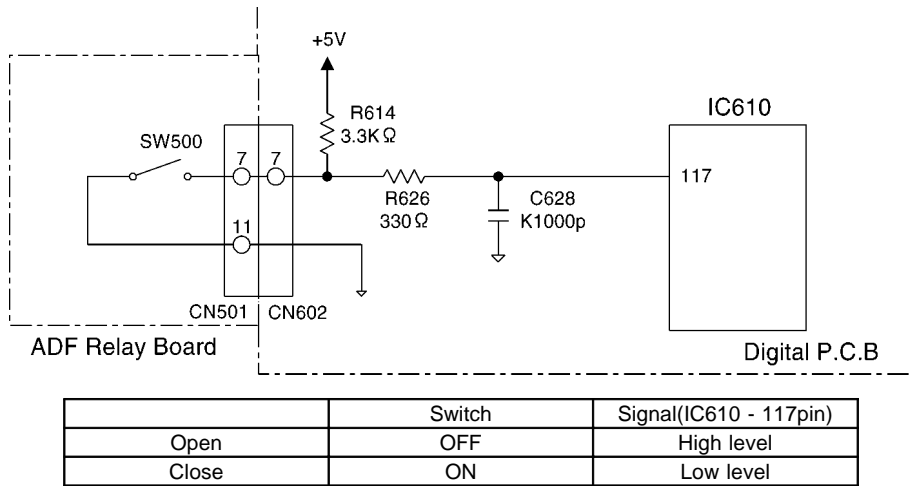 +5V
R614
3.3KΩ
IC610
SW500
7 7
117
R626
330Ω
C628
K1000p
11
CN501 CN602
ADF Relay Board
Digital P.C.B
Switch Signal(IC610 - 117pin)
Open OFF High level
Close ON Low level